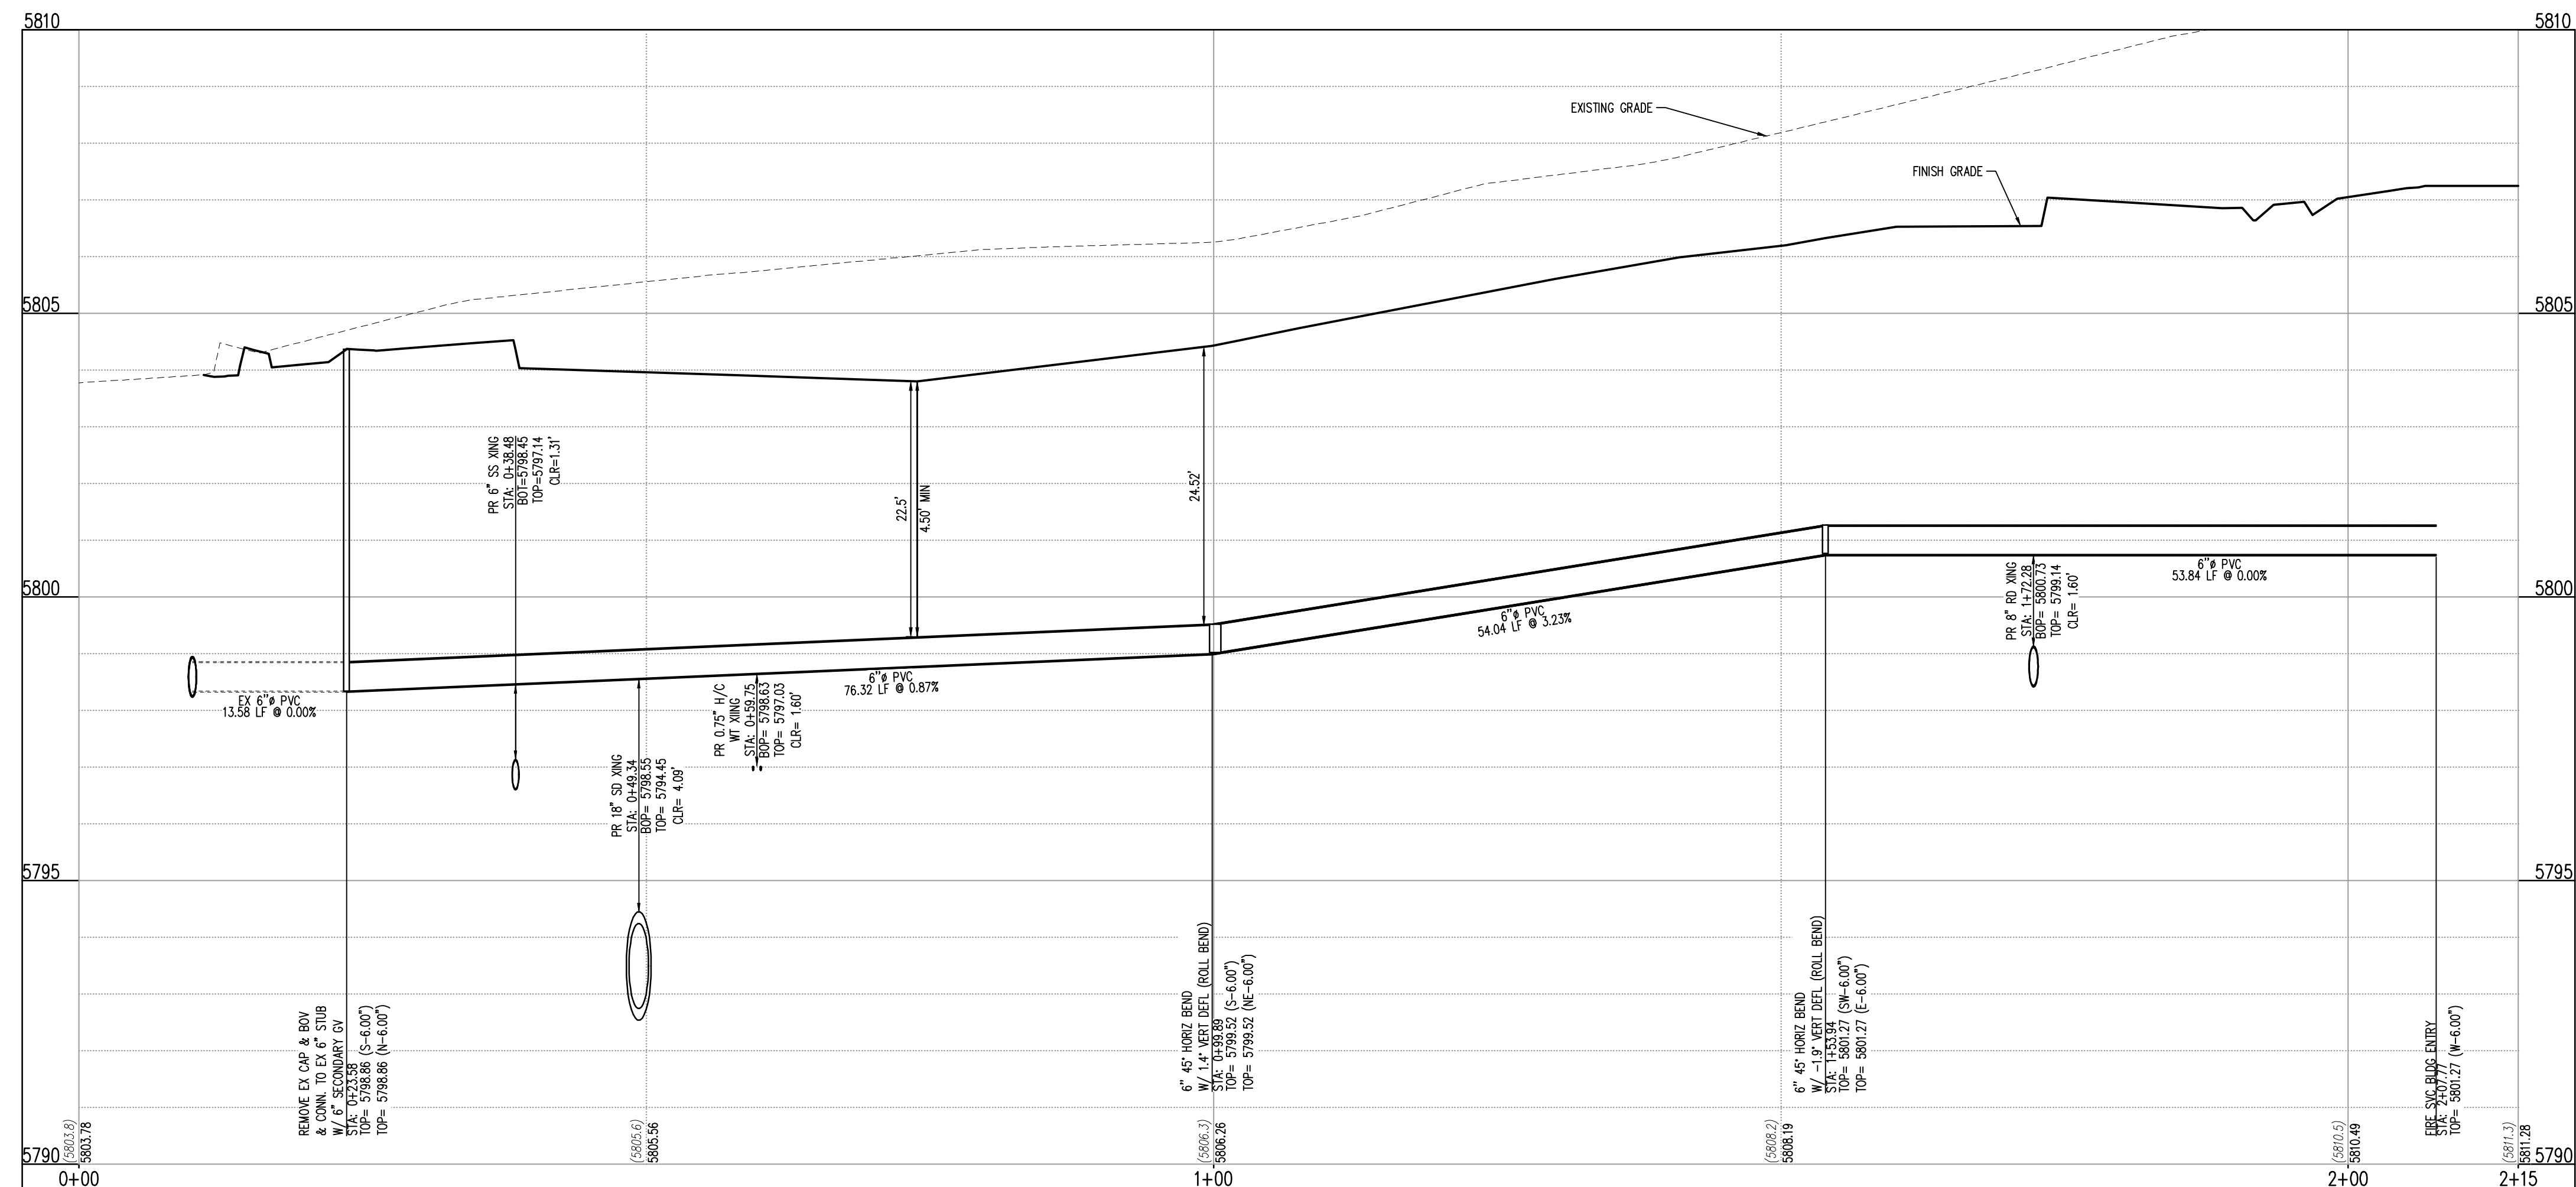 5810
5810
EXISTING GRADE
FINISH GRADE
5805
5805
PR 6" SS XING
STA: 0+38.48
BOT=5798.45
TOP=5797.14
CLR=1.31'
22.5'
4.50' MIN
24.52'
5800
5800
EX 6"ø PVC
13.58 LF @ 0.00%
6"ø PVC
76.32 LF @ 0.87%
6"ø PVC
54.04 LF @ 3.23%
6"ø PVC
53.84 LF @ 0.00%
PR 18" SD XING
STA: 0+49.34
BOP= 5798.55
TOP= 5794.45
CLR= 4.09'
PR 0.75" H/C
WT XIING
STA: 0+59.75
BOP= 5798.63
TOP= 5797.03
CLR= 1.60'
PR 8" RD XING
STA: 1+72.28
BOP= 5800.73
TOP= 5799.14
CLR= 1.60'
5795
5795
REMOVE EX CAP & BOV
& CONN. TO EX 6" STUB
W/ 6" SECONDARY GV
STA: 0+23.58
TOP= 5798.86 (S-6.00")
TOP= 5798.86 (N-6.00")
6" 45° HORIZ BEND
W/ 1.4° VERT DEFL (ROLL BEND)
STA: 0+99.89
TOP= 5799.52 (S-6.00")
TOP= 5799.52 (NE-6.00")
6" 45° HORIZ BEND
W/ -1.9° VERT DEFL (ROLL BEND)
STA: 1+53.94
TOP= 5801.27 (SW-6.00")
TOP= 5801.27 (E-6.00")
FIRE SVC BLDG ENTRY
STA: 2+07.77
TOP= 5801.27 (W-6.00")
5790
(5803.8)
5803.78
(5805.6)
5805.56
(5806.3)
5806.26
(5808.2)
5808.19
(5810.5)
5810.49
(5811.3)
5811.28
5790
0+00
1+00
2+00
2+15